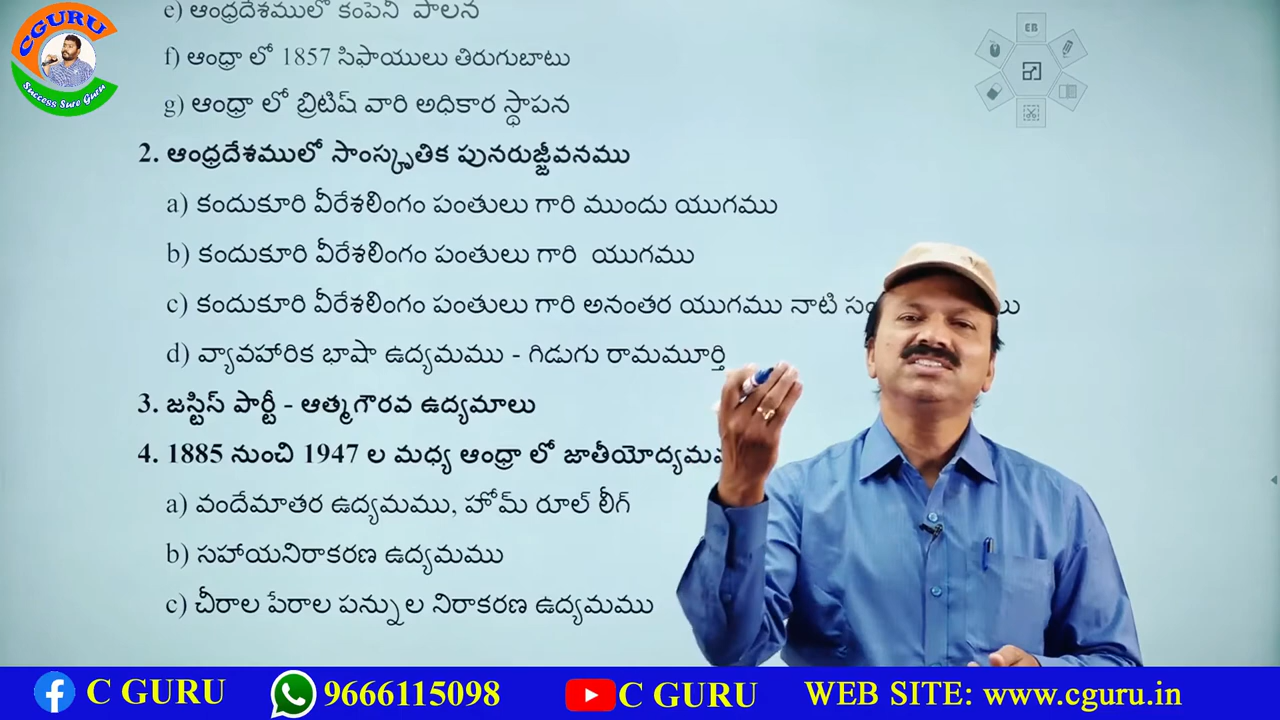 CGURU
Success Sure Guru
EB
e) ఆంధ్రదేశములో కంపెనీ పాలన
f) ఆంధ్రా లో 1857 సిపాయులు తిరుగుబాటు
g) ఆంధ్రా లో బ్రిటిష్ వారి అధికార స్థాపన
2. ఆంధ్రదేశములో సాంస్కృతిక పునరుజ్జీవనము
a) కందుకూరి వీరేశలింగం పంతులు గారి ముందు యుగము
b) కందుకూరి వీరేశలింగం పంతులు గారి యుగము
c) కందుకూరి వీరేశలింగం పంతులు గారి అనంతర యుగము నాటి
d) వ్యావహారిక భాషా ఉద్యమము - గిడుగు రామమూర్తి
3. జస్టిస్ పార్టీ - ఆత్మగౌరవ ఉద్యమాలు
4. 1885 నుంచి 1947 ల మధ్య ఆంధ్రా లో
a) వందేమాతర ఉద్యమము, హోమ్ రూల్ లీగ్
b) సహాయనిరాకరణ ఉద్యమము
c) చీరాల పేరాల పన్నుల నిరాకరణ ఉద్యమము
C GURU 9666115098 C GURU WEB SITE: www.cguru.in